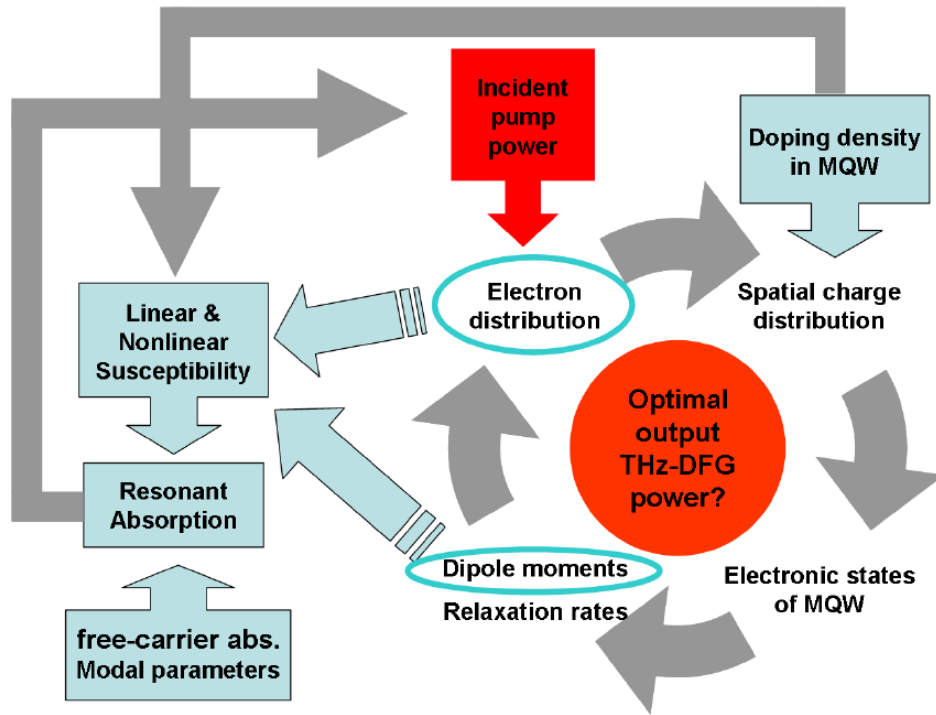 Incident
pump
power
Doping density
in MQW
Electron
distribution
Spatial charge
distribution
Linear &
Nonlinear
Susceptibility
Optimal
output
THz-DFG
power?
Resonant
Absorption
Dipole moments
Relaxation rates
Electronic states
of MQW
free-carrier abs.
Modal parameters